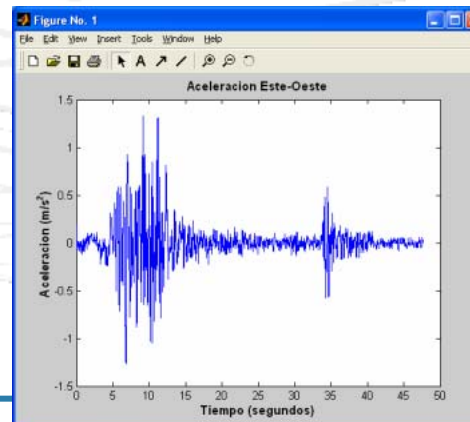 Figure No. 1
File Edit View Insert Tools Window Help
Aceleracion Este-Oeste
1.5
1
0.5
0
-0.5
-1
-1.5
Aceleracion (m/s²)
0 5 10 15 20 25 30 35 40 45 50
Tiempo (segundos)